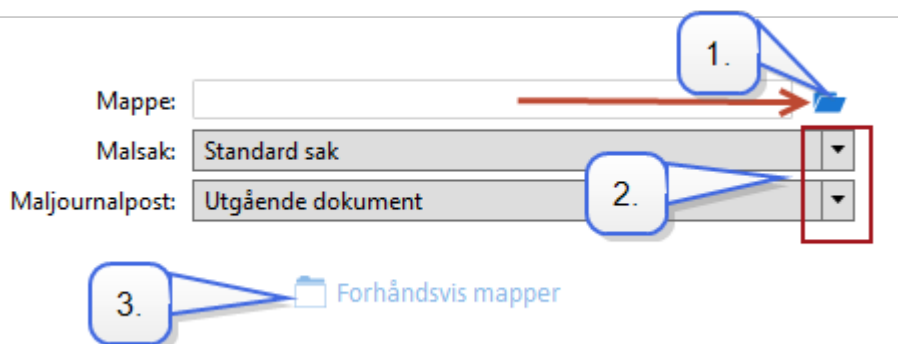 1.
Mappe:
Malsak: Standard sak
Maljournalpost: Utgående dokument
2.
3.
Forhåndsvis mapper